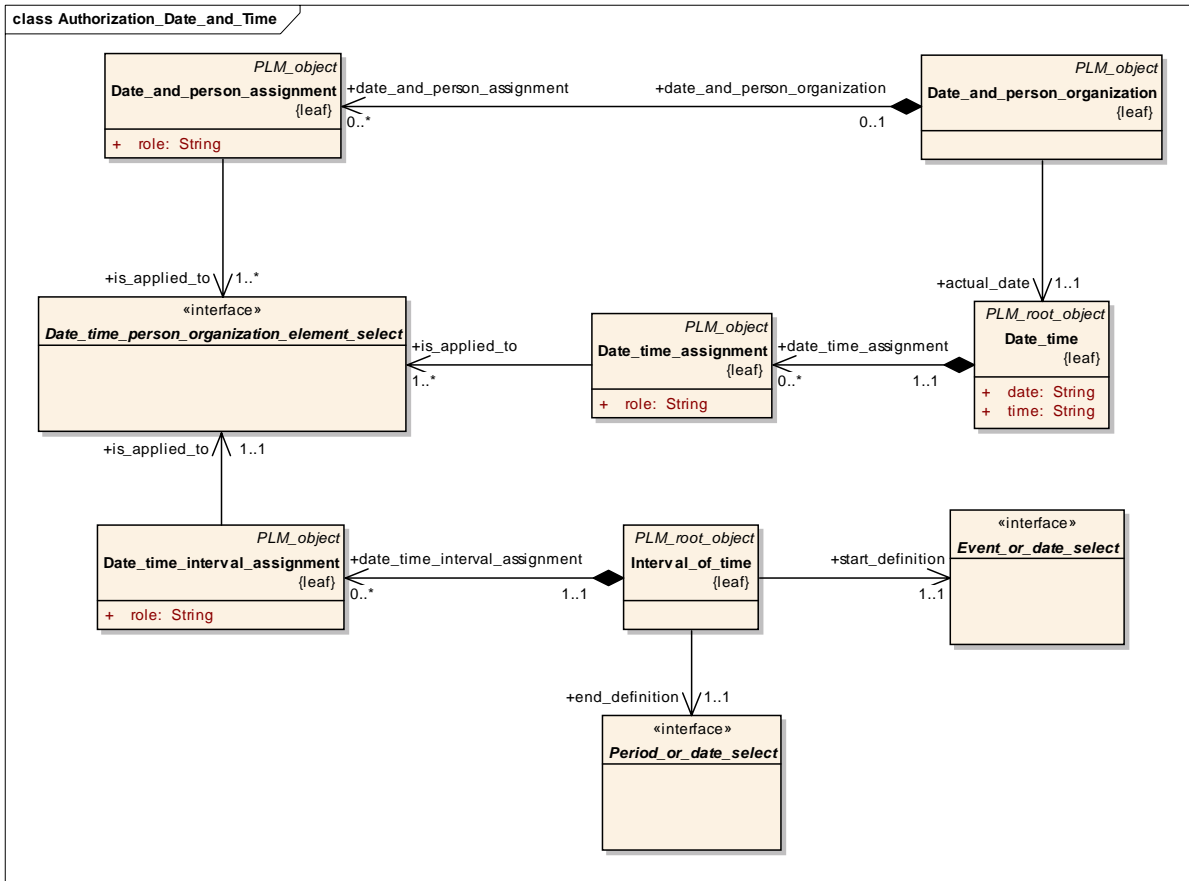 class Authorization_Date_and_Time
PLM_object
Date_and_person_assignment
{leaf}
+ role: String
+date_and_person_assignment
0..*
+date_and_person_organization
0..1
PLM_object
Date_and_person_organization
{leaf}
+is_applied_to
1..*
+actual_date
1..1
«interface»
Date_time_person_organization_element_select
+is_applied_to
1..*
PLM_object
Date_time_assignment
{leaf}
+ role: String
+date_time_assignment
0..*
1..1
PLM_root_object
Date_time
{leaf}
+ date: String
+ time: String
+is_applied_to
1..1
PLM_object
Date_time_interval_assignment
{leaf}
+ role: String
+date_time_interval_assignment
0..*
1..1
PLM_root_object
Interval_of_time
{leaf}
+start_definition
1..1
«interface»
Event_or_date_select
+end_definition
1..1
«interface»
Period_or_date_select